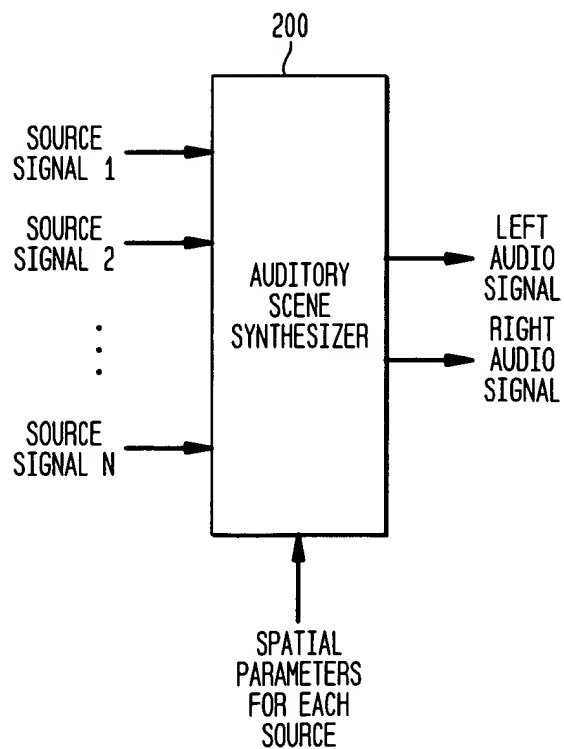 200
SOURCE
SIGNAL 1
SOURCE
SIGNAL 2
SOURCE
SIGNAL N
AUDITORY
SCENE
SYNTHESIZER
LEFT
AUDIO
SIGNAL
RIGHT
AUDIO
SIGNAL
SPATIAL
PARAMETERS
FOR EACH
SOURCE